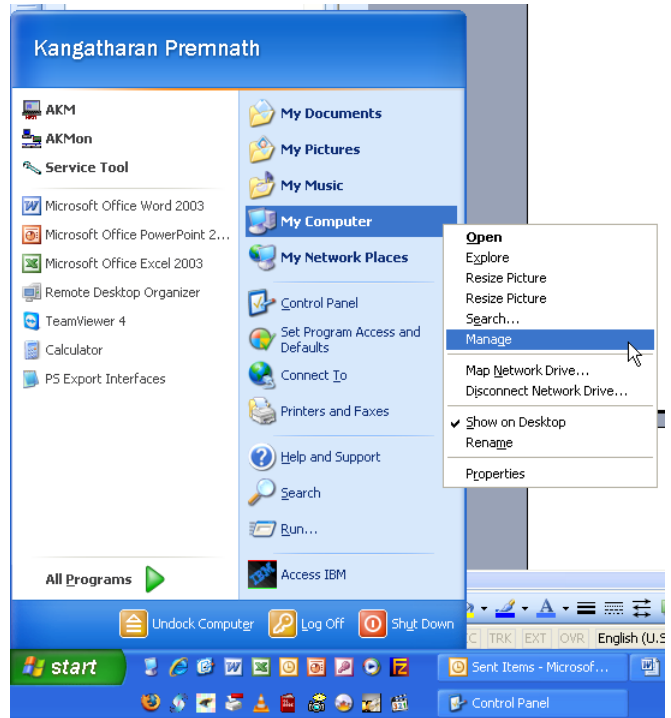 Kangatharan Premnath
AKM
AKMon
Service Tool
Microsoft Office Word 2003
Microsoft Office PowerPoint 2...
Microsoft Office Excel 2003
Remote Desktop Organizer
TeamViewer 4
Calculator
PS Export Interfaces
All Programs
My Documents
My Pictures
My Music
My Computer
My Network Places
Control Panel
Set Program Access and
Defaults
Connect To
Printers and Faxes
Help and Support
Search
Run...
Access IBM
Open
Explore
Resize Picture
Resize Picture
Search...
Manage
Map Network Drive...
Disconnect Network Drive...
Show on Desktop
Rename
Properties
Undock Computer
Log Off
Shut Down
TRK EXT OVR English (U.S
start
Sent Items - Microsof...
Control Panel